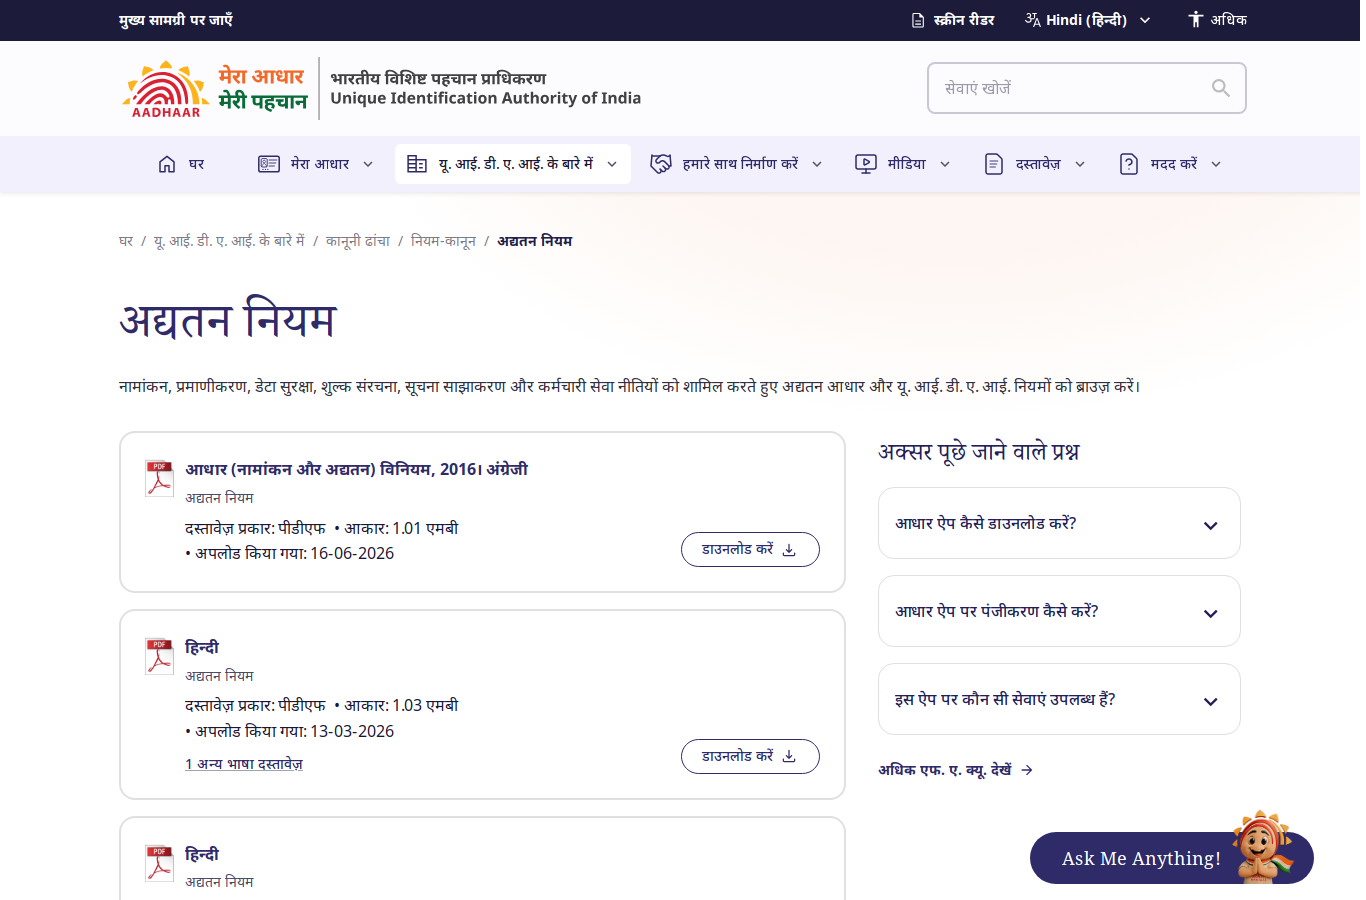 मुख्य सामग्री पर जाएँ
स्क्रीन रीडर
Hindi (हिन्दी)
अधिक
AADHAAR
मेरा आधार
मेरी पहचान
भारतीय विशिष्ट पहचान प्राधिकरण
Unique Identification Authority of India
सेवाएं खोजें
घर
मेरा आधार
यू. आई. डी. ए. आई. के बारे में
हमारे साथ निर्माण करें
मीडिया
दस्तावेज़
मदद करें
घर / यू. आई. डी. ए. आई. के बारे में / कानूनी ढांचा / नियम-कानून / अद्यतन नियम
अद्यतन नियम
नामांकन, प्रमाणीकरण, डेटा सुरक्षा, शुल्क संरचना, सूचना साझाकरण और कर्मचारी सेवा नीतियों को शामिल करते हुए अद्यतन आधार और यू. आई. डी. ए. आई. नियमों को ब्राउज़ करें।
PDF
आधार (नामांकन और अद्यतन) विनियम, 2016। अंग्रेजी
अद्यतन नियम
दस्तावेज़ प्रकार: पीडीएफ • आकार: 1.01 एमबी
• अपलोड किया गया: 16-06-2026
डाउनलोड करें
PDF
हिन्दी
अद्यतन नियम
दस्तावेज़ प्रकार: पीडीएफ • आकार: 1.03 एमबी
• अपलोड किया गया: 13-03-2026
1 अन्य भाषा दस्तावेज़
डाउनलोड करें
PDF
हिन्दी
अद्यतन नियम
अक्सर पूछे जाने वाले प्रश्न
आधार ऐप कैसे डाउनलोड करें?
आधार ऐप पर पंजीकरण कैसे करें?
इस ऐप पर कौन सी सेवाएं उपलब्ध हैं?
अधिक एफ. ए. क्यू. देखें
Ask Me Anything!